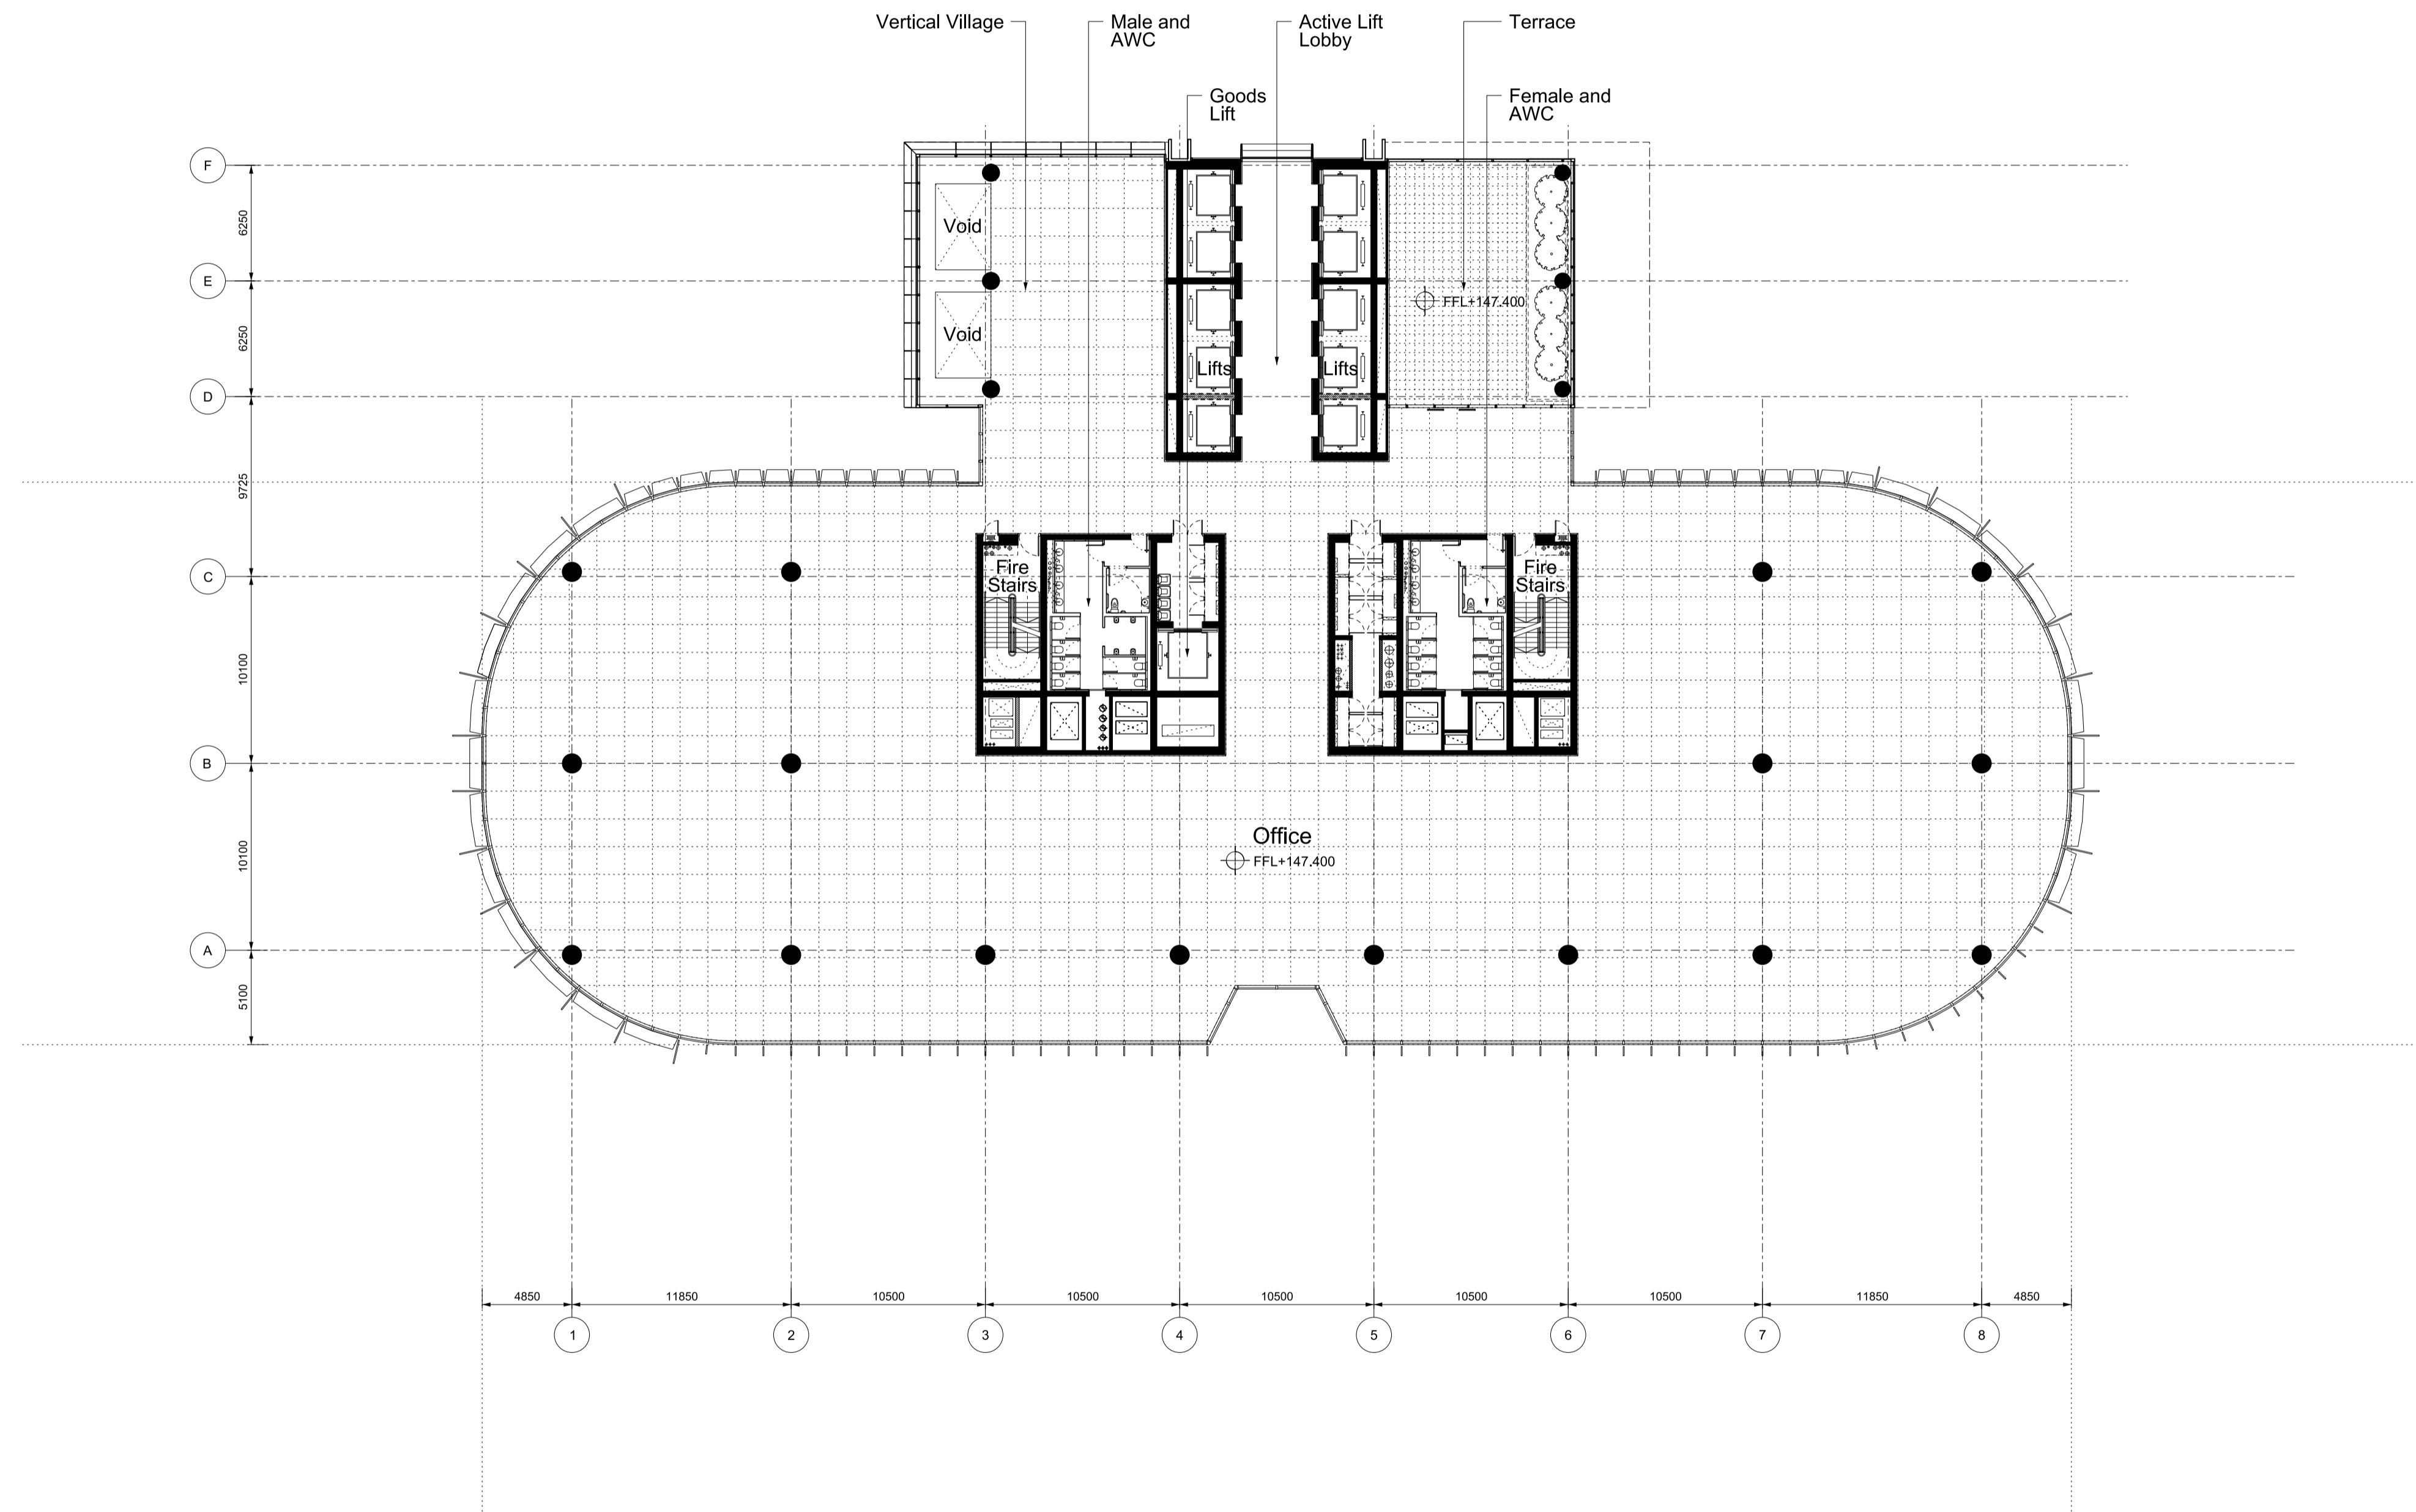 Vertical Village
Male and
AWC
Active Lift
Lobby
Terrace
Goods
Lift
Female and
AWC
F
6250
Void
E
FFL+147.400
6250
Void
Lifts
Lifts
D
9725
C
Fire
Stairs
Fire
Stairs
10100
B
Office
FFL+147.400
10100
A
5100
4850
11850
10500
10500
10500
10500
10500
11850
4850
1
2
3
4
5
6
7
8